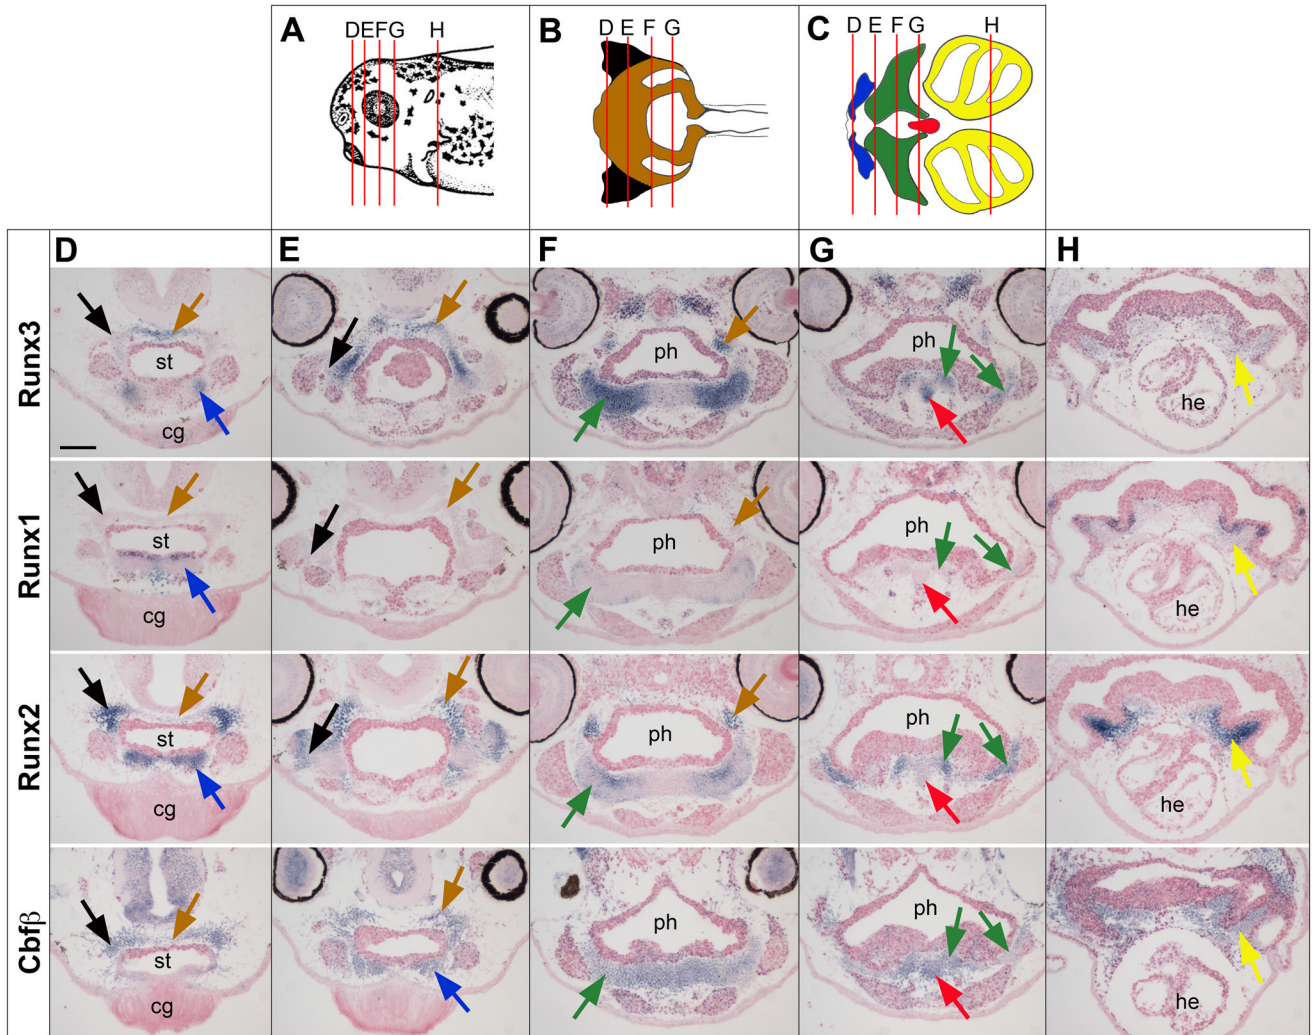 A B C
DEFG H D E F G D E F G H
D E F G H
Runx3
st cg
ph
ph
he
Runx1
st cg
ph
ph
he
Runx2
st cg
ph
ph
he
Cbfβ
st cg
ph
ph
he